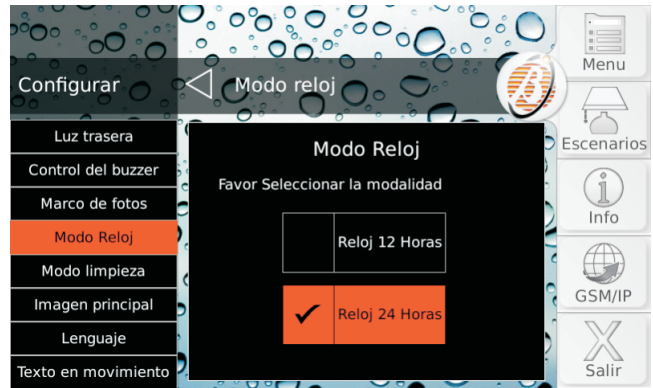 Configurar
Modo reloj
Luz trasera
Control del buzzer
Marco de fotos
Modo Reloj
Modo limpieza
Imagen principal
Lenguaje
Texto en movimiento
Modo Reloj
Favor Seleccionar la modalidad
Reloj 12 Horas
Reloj 24 Horas
Menu
Escenarios
Info
GSM/IP
Salir